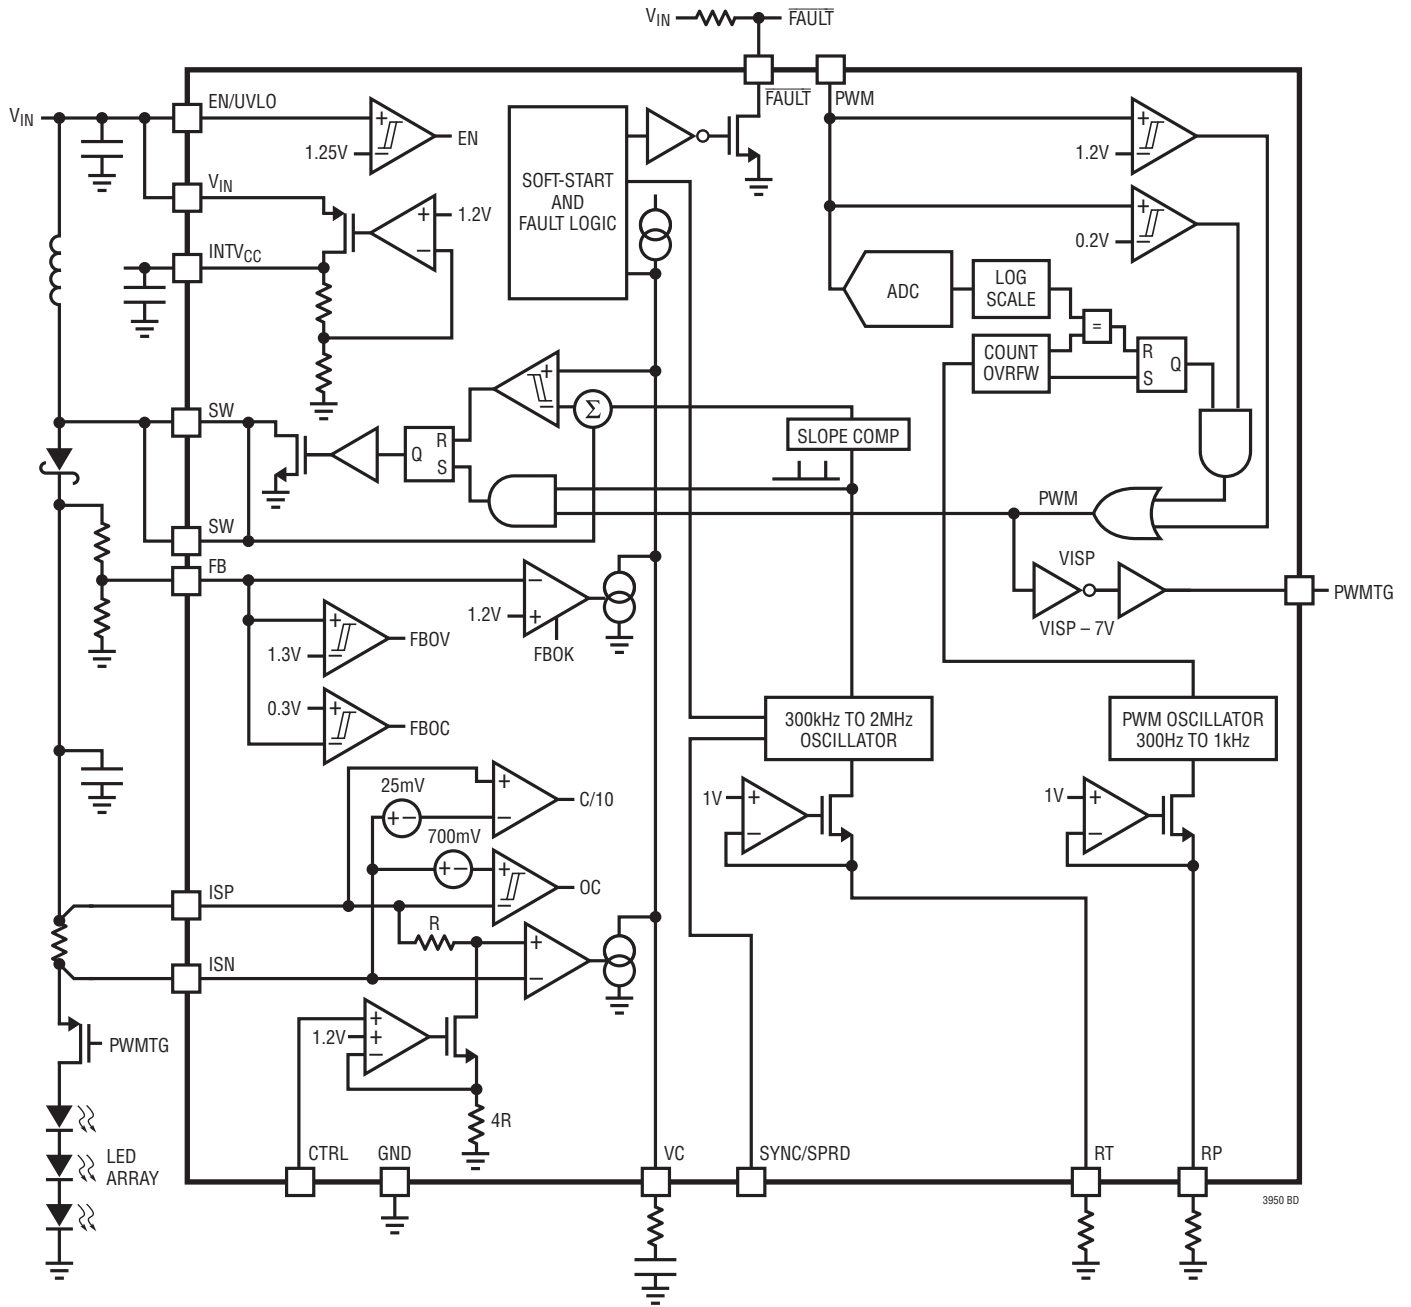 VIN
FAULT
FAULT
PWM
EN/UVLO
VIN
+
−
1.25V
EN
VIN
+
1.2V
−
INTVCC
SOFT-START
AND
FAULT LOGIC
+
1.2V
−
+
0.2V
−
ADC
LOG
SCALE
=
COUNT
OVRFW
R
S
Q
+
−
Σ
SLOPE COMP
SW
Q
R
S
PWM
SW
FB
−
1.2V
+
FBOK
VISP
VISP – 7V
PWMTG
+
1.3V
−
FBOV
0.3V
+
−
FBOC
300kHz TO 2MHz
OSCILLATOR
PWM OSCILLATOR
300Hz TO 1kHz
25mV
+ −
+
−
C/10
700mV
+ −
+
−
OC
1V
+
−
1V
+
−
ISP
R
+
−
ISN
+
1.2V
+
−
PWMTG
4R
LED
ARRAY
CTRL
GND
VC
SYNC/SPRD
RT
RP
3950 BD